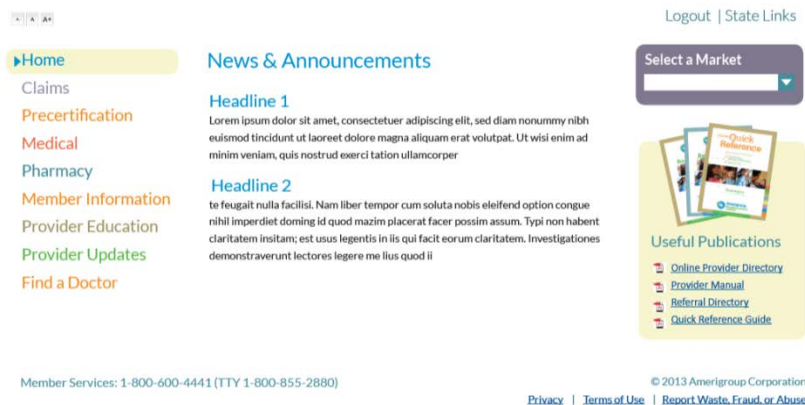 A A A+
Logout | State Links
Home
Claims
Precertification
Medical
Pharmacy
Member Information
Provider Education
Provider Updates
Find a Doctor
News & Announcements
Headline 1
Lorem ipsum dolor sit amet, consectetuer adipiscing elit, sed diam nonummy nibh
euismod tincidunt ut laoreet dolore magna aliquam erat volutpat. Ut wisi enim ad
minim veniam, quis nostrud exerci tation ullamcorper
Headline 2
te feugait nulla facilisi. Nam liber tempor cum soluta nobis eleifend option congue
nihil imperdiet doming id quod mazim placerat facer possim assum. Typi non habent
claritatem insitam; est usus legentis in iis qui facit eorum claritatem. Investigationes
demonstraverunt lectores legere me lius quod ii
Select a Market
Quick
Reference
Useful Publications
Online Provider Directory
Provider Manual
Referral Directory
Quick Reference Guide
Member Services: 1-800-600-4441 (TTY 1-800-855-2880)
© 2013 Amerigroup Corporation
Privacy | Terms of Use | Report Waste, Fraud, or Abuse